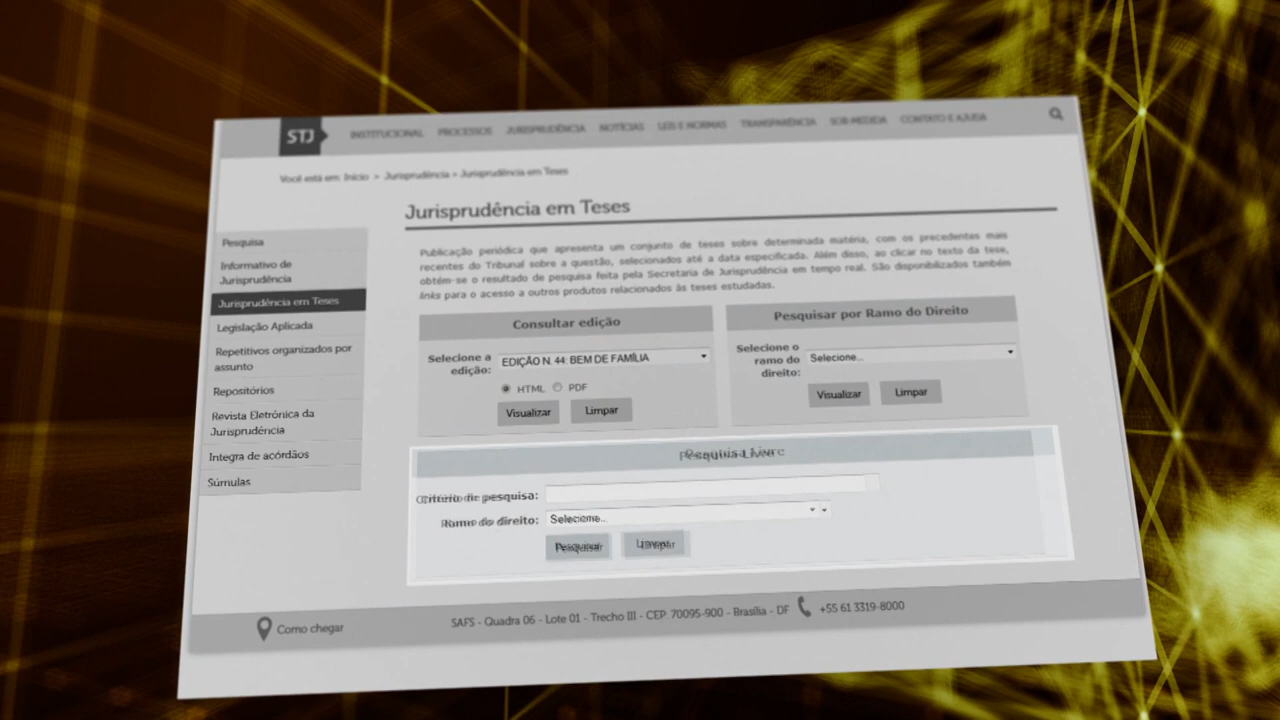 STJ
INSTITUCIONAL PROCESSOS JURISPRUDÊNCIA NOTÍCIAS LEIS E NORMAS TRANSPARÊNCIA SOB MEDIDA CONTATO E AJUDA
Você está em: Início > Jurisprudência > Jurisprudência em Teses
Jurisprudência em Teses
Publicação periódica que apresenta um conjunto de teses sobre determinada matéria, com os precedentes mais
recentes do Tribunal sobre a questão, selecionados até a data especificada. Além disso, ao clicar no texto da tese,
obtém-se o resultado de pesquisa feita pela Secretaria de Jurisprudência em tempo real. São disponibilizados também
links para o acesso a outros produtos relacionados às teses estudadas.
Pesquisa
Informativo de
Jurisprudência
Jurisprudência em Teses
Legislação Aplicada
Repetitivos organizados por
assunto
Repositórios
Revista Eletrônica da
Jurisprudência
Íntegra de acórdãos
Súmulas
Consultar edição
Selecione a
edição:
EDIÇÃO N. 44: BEM DE FAMÍLIA
HTML PDF
Visualizar Limpar
Pesquisar por Ramo do Direito
Selecione o
ramo do
direito:
Selecione...
Visualizar Limpar
Pesquisa Livre
Critério de pesquisa:
Ramo do direito: Selecione...
Pesquisar Limpar
Como chegar
SAFS - Quadra 06 - Lote 01 - Trecho III - CEP 70095-900 - Brasília - DF +55 61 3319-8000